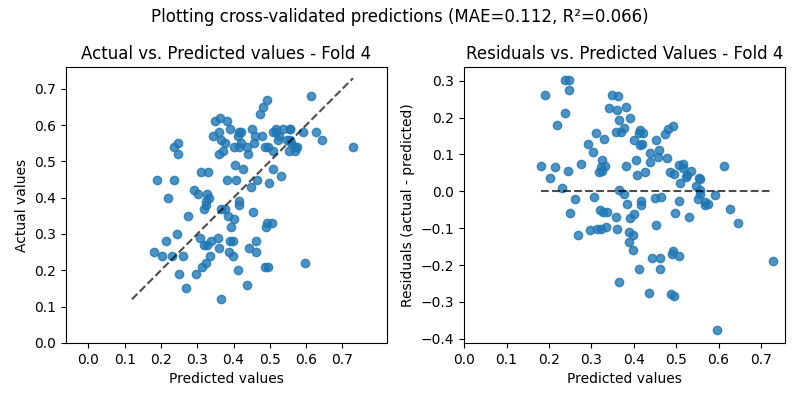 Plotting cross-validated predictions (MAE=0.112, R²=0.066)
Actual vs. Predicted values - Fold 4
Actual values
0.7
0.6
0.5
0.4
0.3
0.2
0.1
0.0
0.0 0.1 0.2 0.3 0.4 0.5 0.6 0.7
Predicted values
Residuals vs. Predicted Values - Fold 4
Residuals (actual - predicted)
0.3
0.2
0.1
0.0
−0.1
−0.2
−0.3
−0.4
0.0 0.1 0.2 0.3 0.4 0.5 0.6 0.7
Predicted values